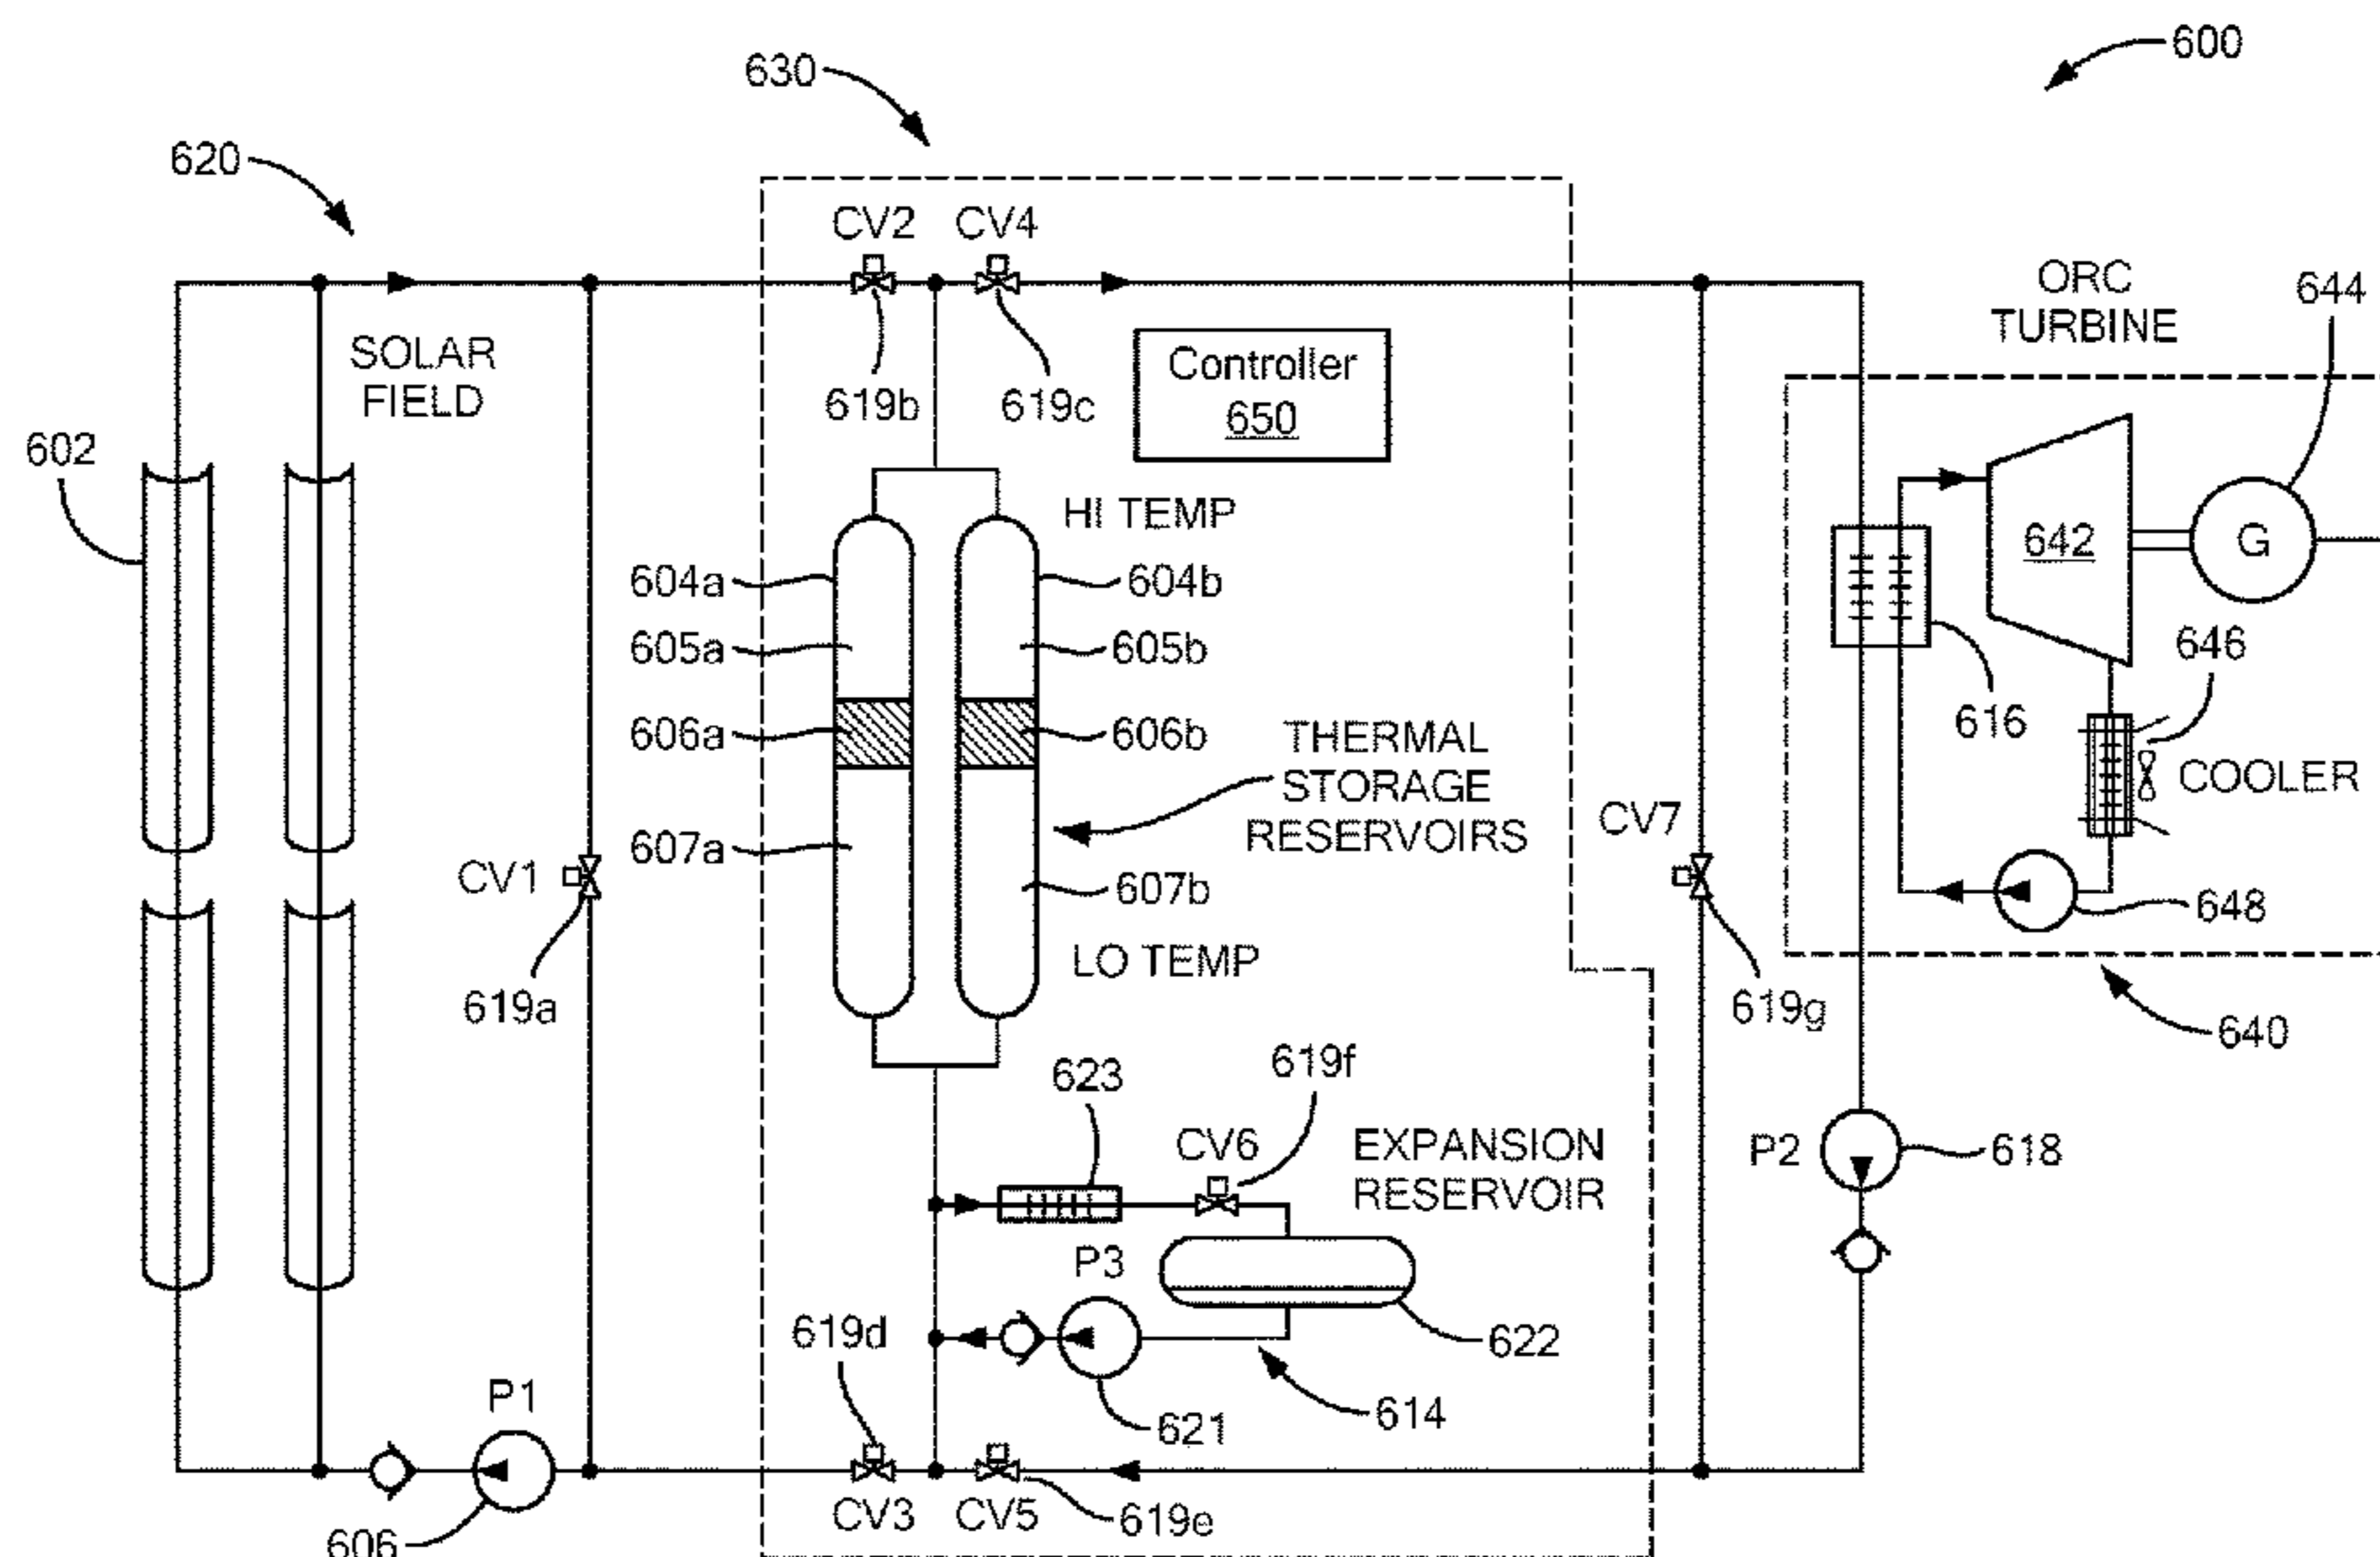 600
630
620
CV2 CV4
ORC
TURBINE
644
SOLAR
FIELD
619b
619c
Controller
650
602
HI TEMP
604a
604b
642
G
605a
605b
646
616
606a
606b
THERMAL
STORAGE
RESERVOIRS
COOLER
CV7
607a
607b
CV1
648
LO TEMP
619a
619g
640
623
619f
CV6
EXPANSION
RESERVOIR
P2
618
P3
619d
622
P1
621
614
CV3 CV5
619e
606